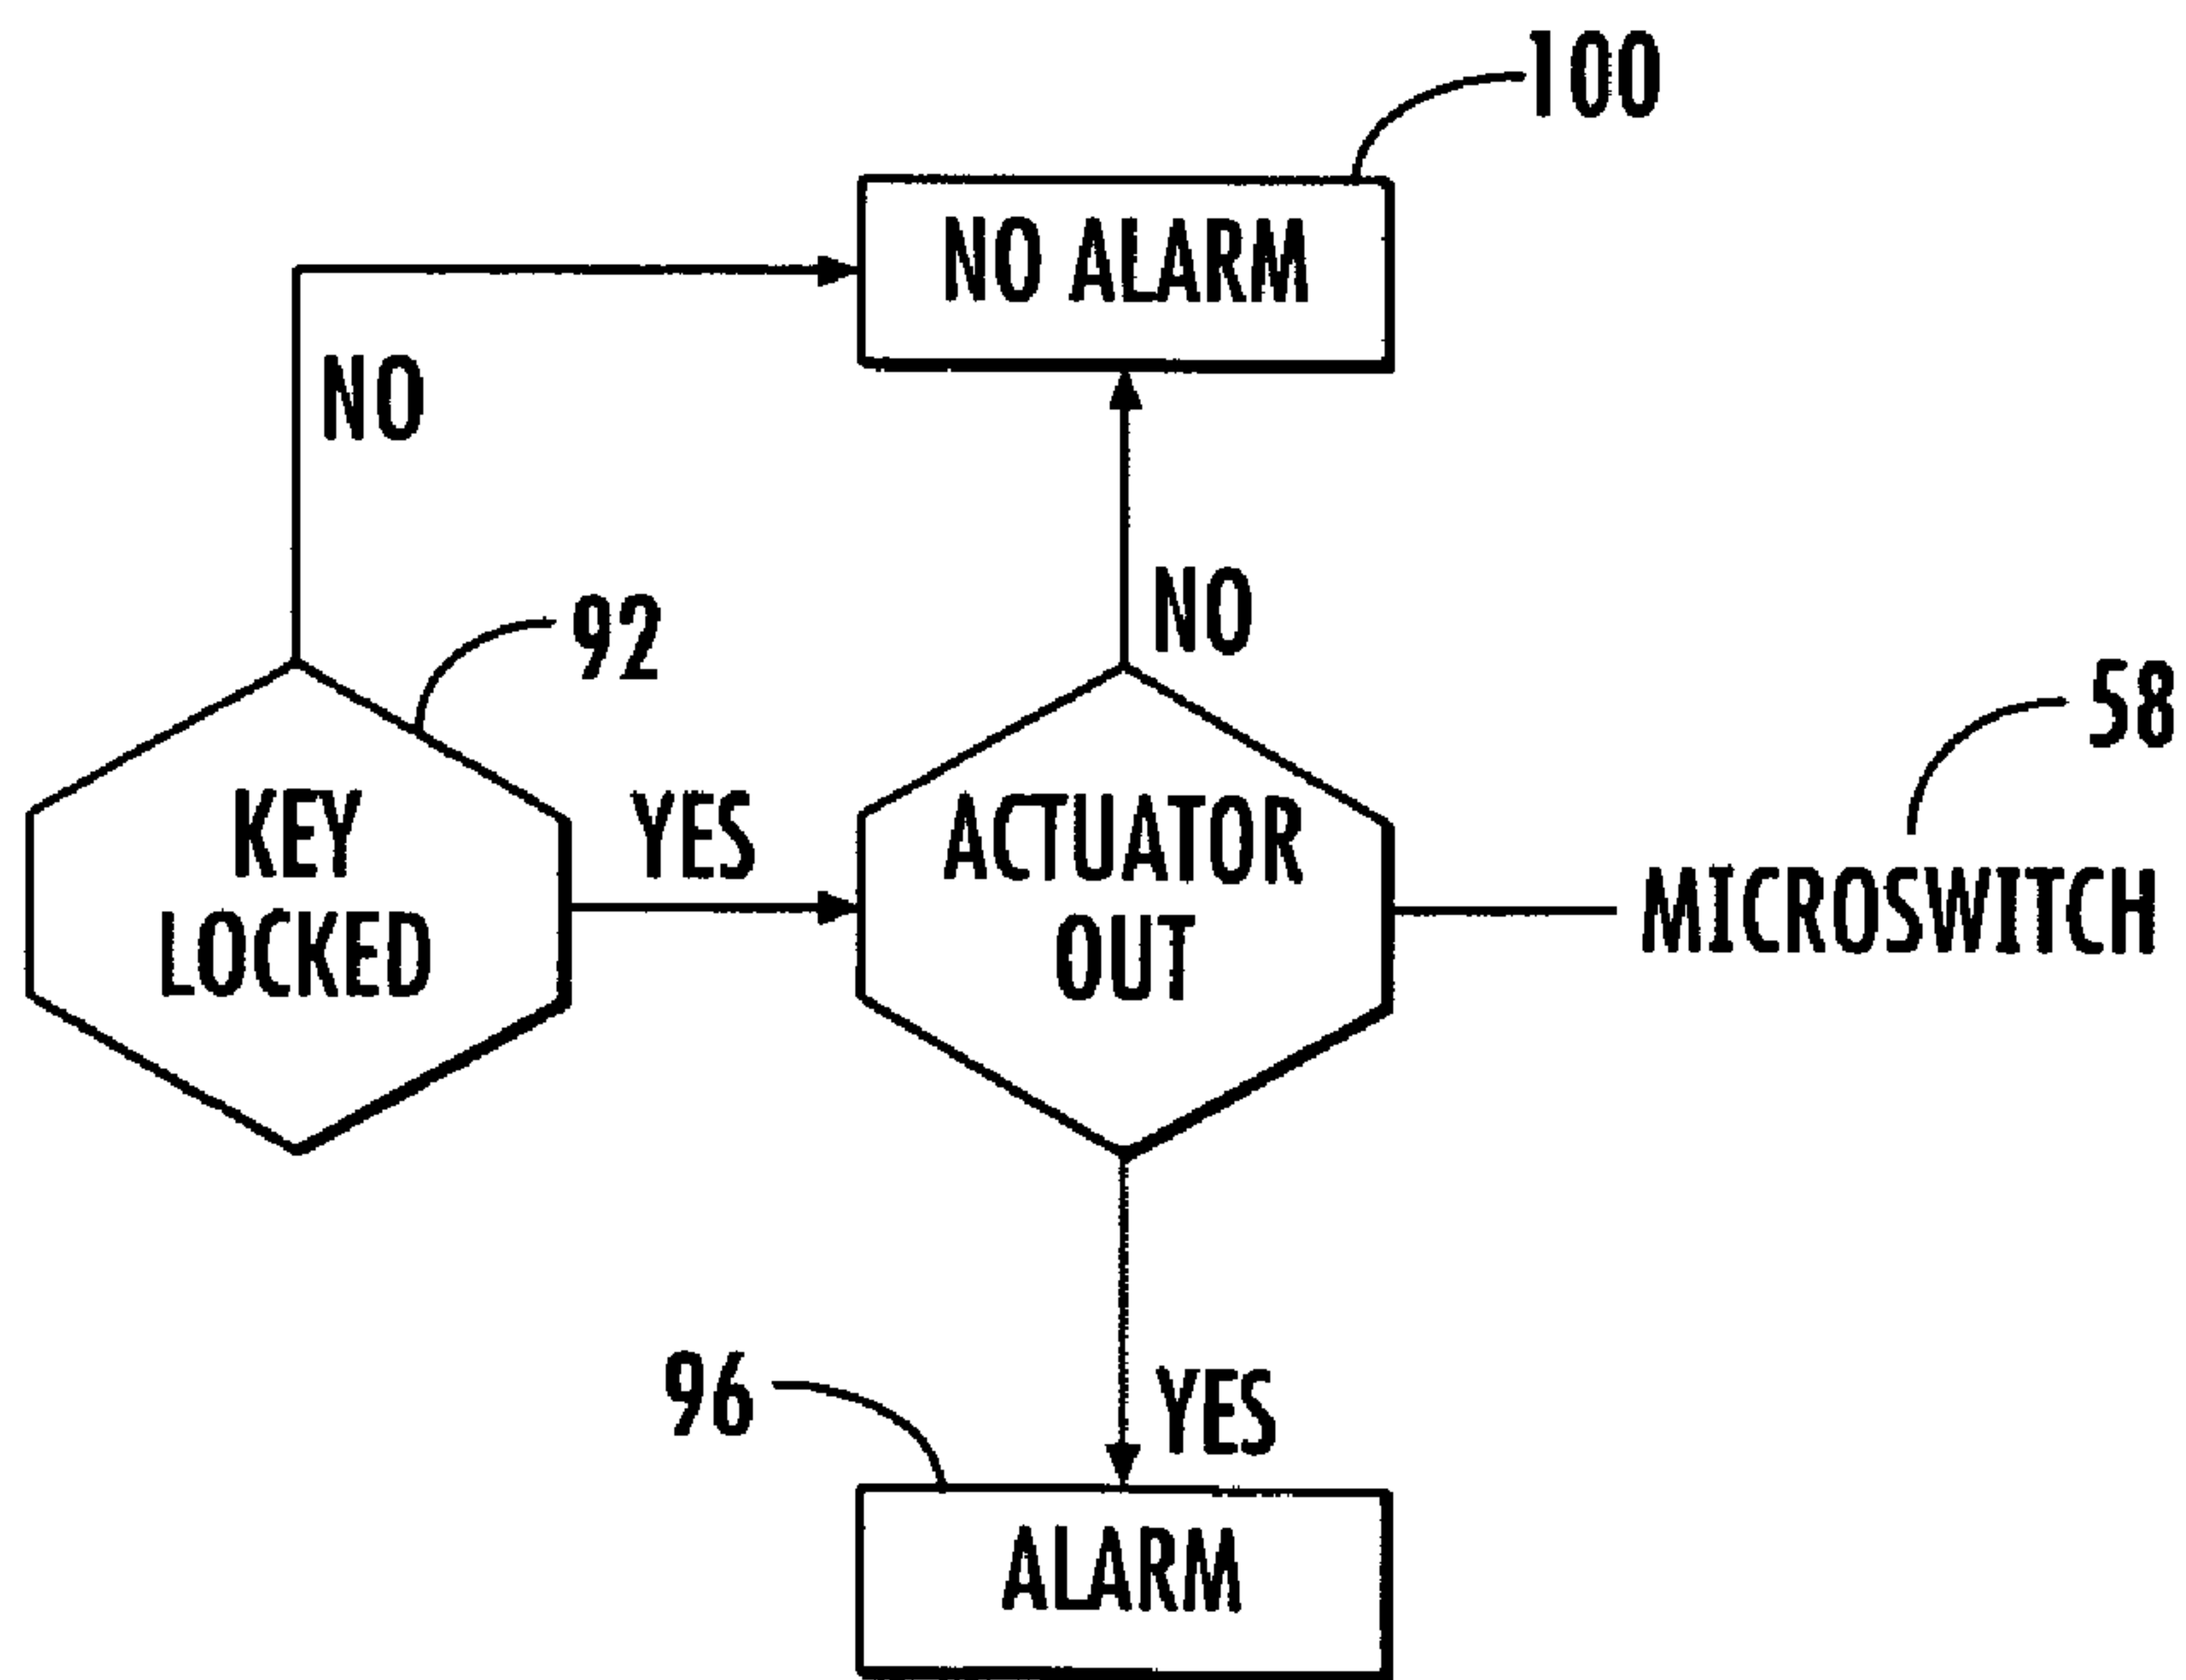 100
NO ALARM
NO
92
NO
58
KEY
LOCKED
YES
ACTUATOR
OUT
MICROSWITCH
96
YES
ALARM